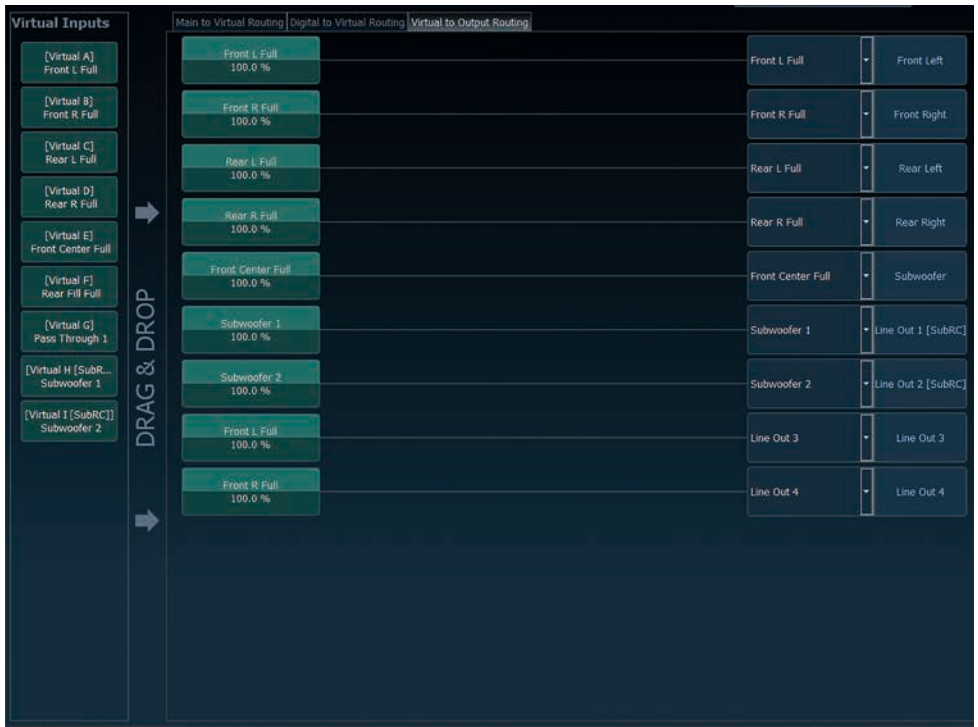 Virtual Inputs
[Virtual A]
Front L Full
[Virtual B]
Front R Full
[Virtual C]
Rear L Full
[Virtual D]
Rear R Full
[Virtual E]
Front Center Full
[Virtual F]
Rear Fill Full
[Virtual G]
Pass Through 1
[Virtual H [SubR...
Subwoofer 1
[Virtual I [SubRC]]
Subwoofer 2
DRAG & DROP
Main to Virtual Routing Digital to Virtual Routing Virtual to Output Routing
Front L Full
100.0 %
Front L Full
Front Left
Front R Full
100.0 %
Front R Full
Front Right
Rear L Full
100.0 %
Rear L Full
Rear Left
Rear R Full
100.0 %
Rear R Full
Rear Right
Front Center Full
100.0 %
Front Center Full
Subwoofer
Subwoofer 1
100.0 %
Subwoofer 1
Line Out 1 [SubRC]
Subwoofer 2
100.0 %
Subwoofer 2
Line Out 2 [SubRC]
Front L Full
100.0 %
Line Out 3
Line Out 3
Front R Full
100.0 %
Line Out 4
Line Out 4